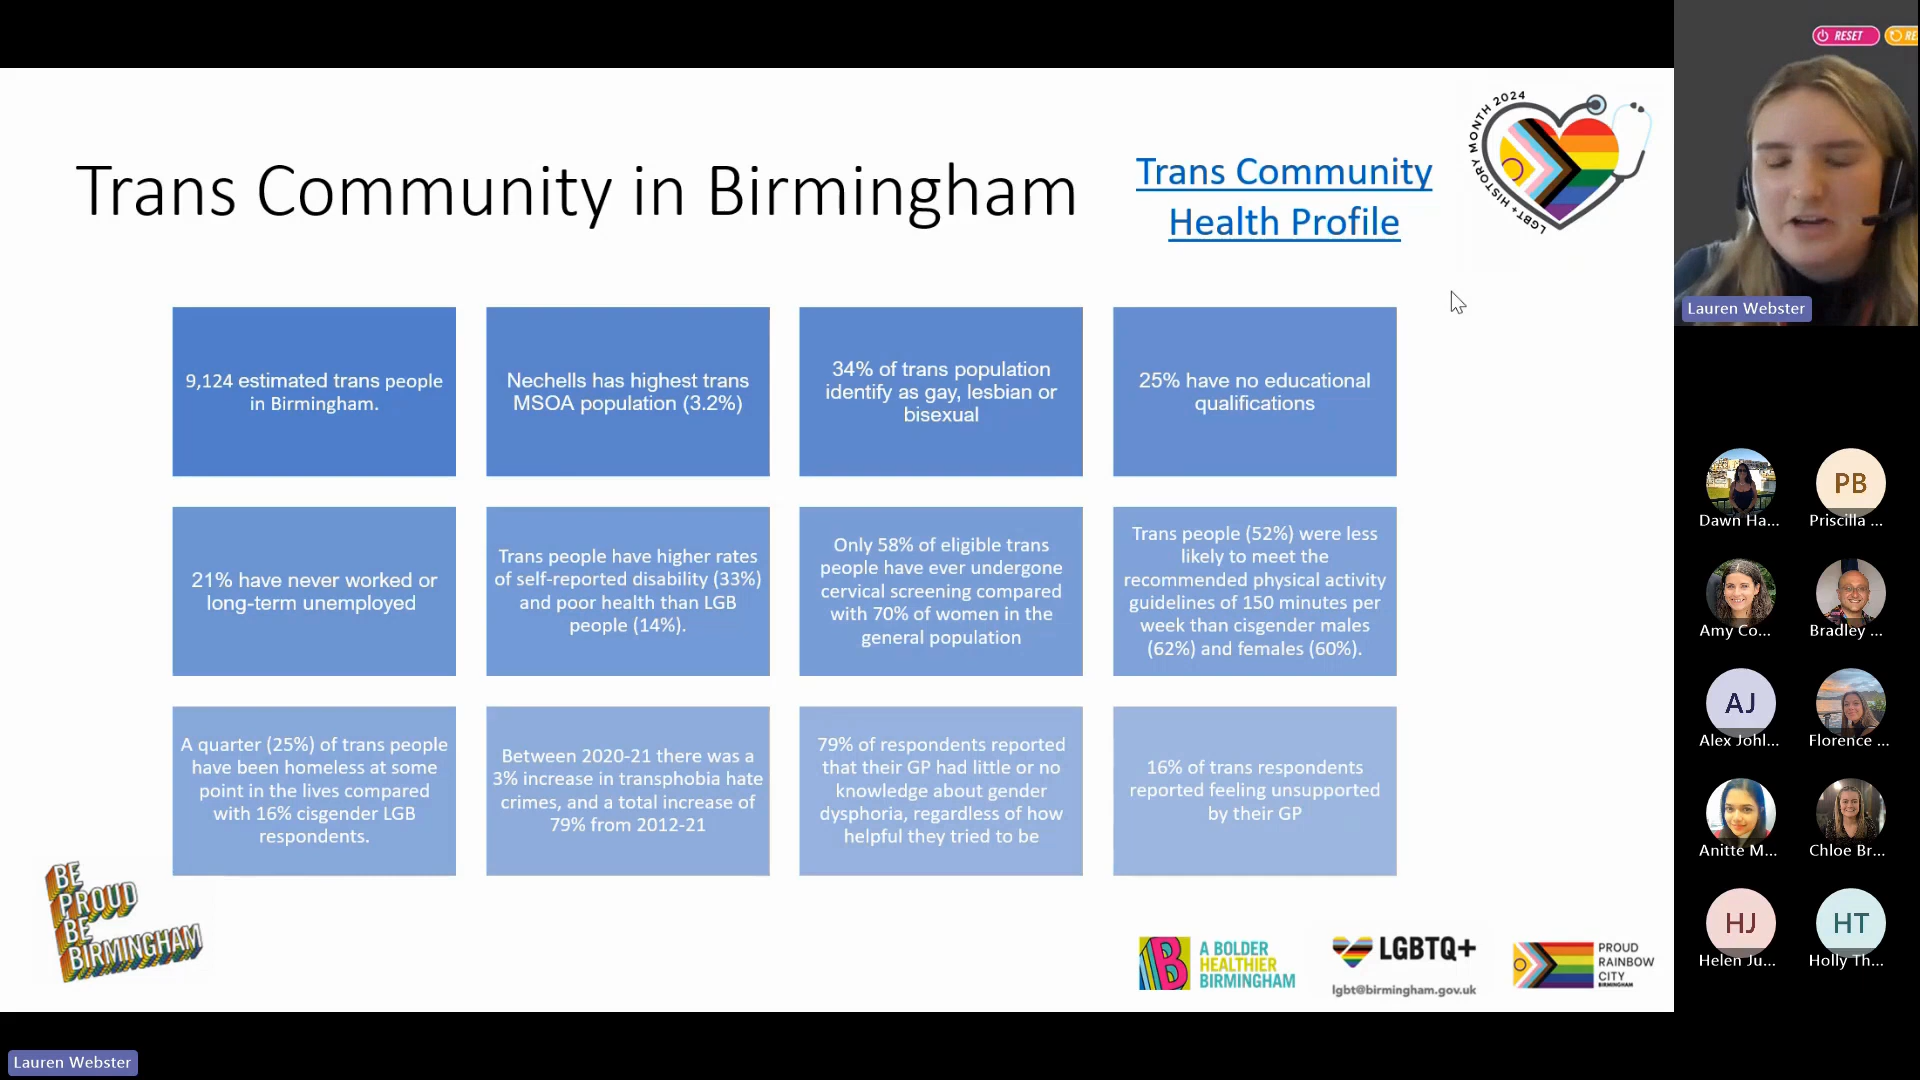 RESET
RE
LGBT+ HISTORY MONTH 2024
Trans Community in Birmingham
Trans Community
Health Profile
Lauren Webster
9,124 estimated trans people
in Birmingham.
Nechells has highest trans
MSOA population (3.2%)
34% of trans population
identify as gay, lesbian or
bisexual
25% have no educational
qualifications
21% have never worked or
long-term unemployed
Trans people have higher rates
of self-reported disability (33%)
and poor health than LGB
people (14%).
Only 58% of eligible trans
people have ever undergone
cervical screening compared
with 70% of women in the
general population
Trans people (52%) were less
likely to meet the
recommended physical activity
guidelines of 150 minutes per
week than cisgender males
(62%) and females (60%).
A quarter (25%) of trans people
have been homeless at some
point in the lives compared
with 16% cisgender LGB
respondents.
Between 2020-21 there was a
3% increase in transphobia hate
crimes, and a total increase of
79% from 2012-21
79% of respondents reported
that their GP had little or no
knowledge about gender
dysphoria, regardless of how
helpful they tried to be
16% of trans respondents
reported feeling unsupported
by their GP
BE
PROUD
BE
BIRMINGHAM
B
A BOLDER
HEALTHIER
BIRMINGHAM
LGBTQ+
lgbt@birmingham.gov.uk
PROUD
RAINBOW
CITY
BIRMINGHAM
Dawn Ha...
PB
Priscilla ...
Amy Co...
Bradley ...
AJ
Alex Johl...
Florence ...
Anitte M...
Chloe Br...
HJ
Helen Ju...
HT
Holly Th...
Lauren Webster